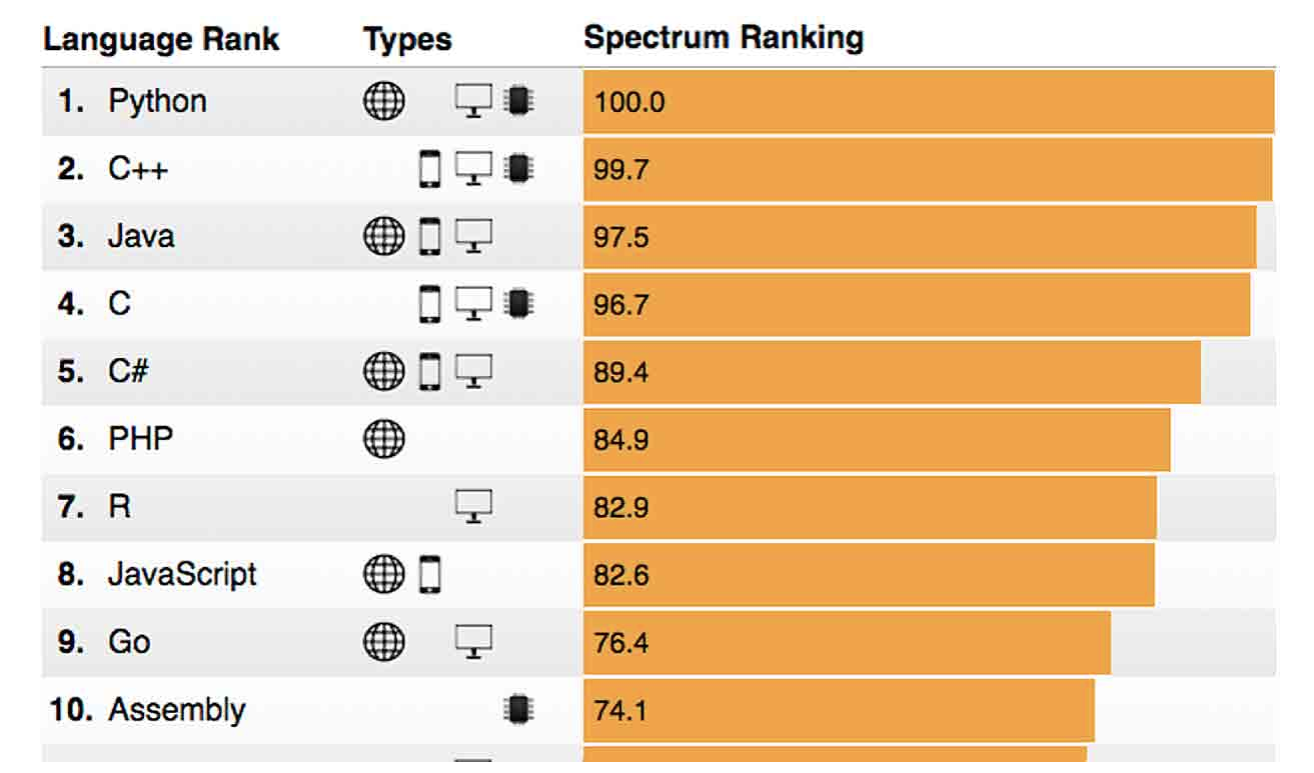 Language Rank Types Spectrum Ranking
1. Python 100.0
2. C++ 99.7
3. Java 97.5
4. C 96.7
5. C# 89.4
6. PHP 84.9
7. R 82.9
8. JavaScript 82.6
9. Go 76.4
10. Assembly 74.1